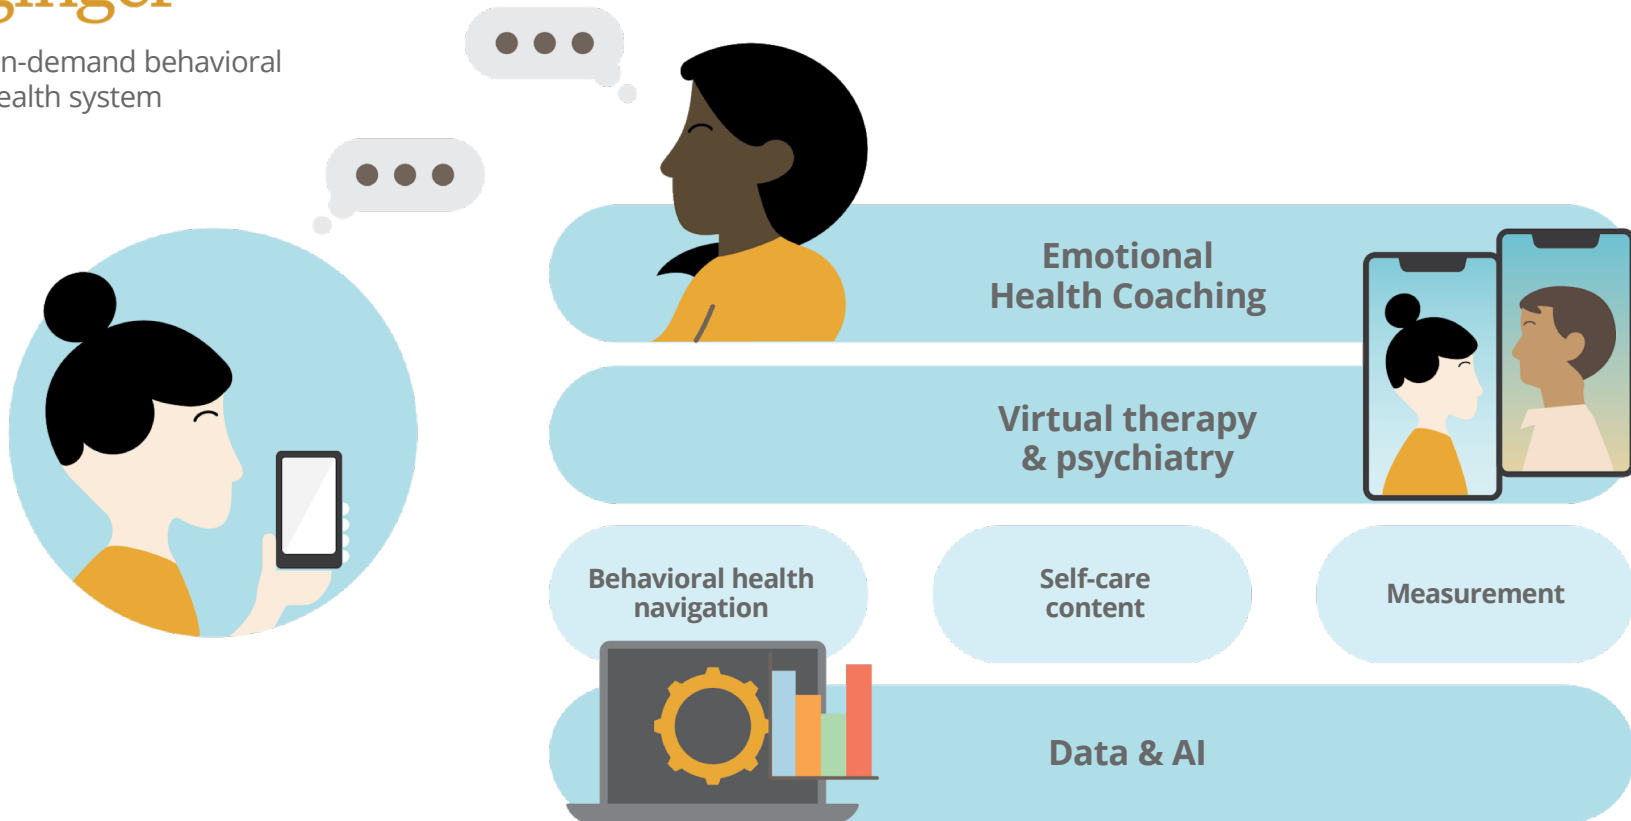 ginger
n-demand behavioral
ealth system
Emotional
Health Coaching
Virtual therapy
& psychiatry
Behavioral health
navigation
Self-care
content
Measurement
Data & AI